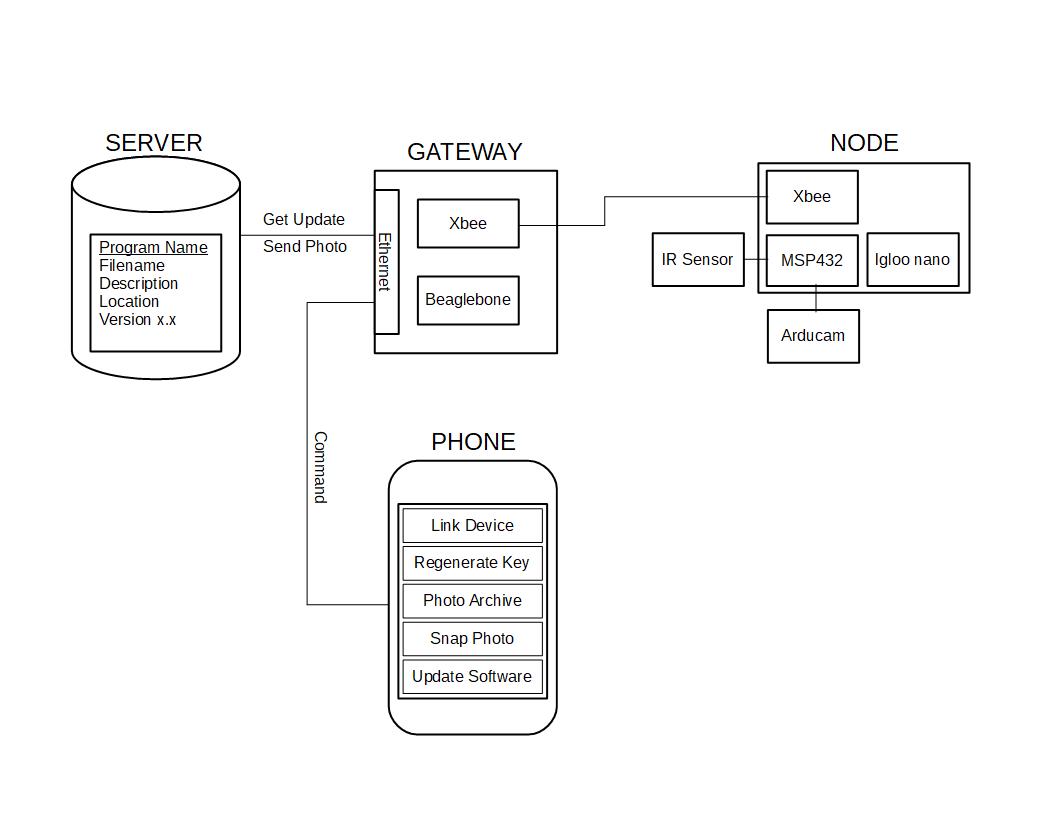 SERVER
Program Name
Filename
Description
Location
Version x.x
Get Update
Send Photo
GATEWAY
Ethernet
Xbee
Beaglebone
NODE
Xbee
IR Sensor
MSP432
Igloo nano
Arducam
Command
PHONE
Link Device
Regenerate Key
Photo Archive
Snap Photo
Update Software